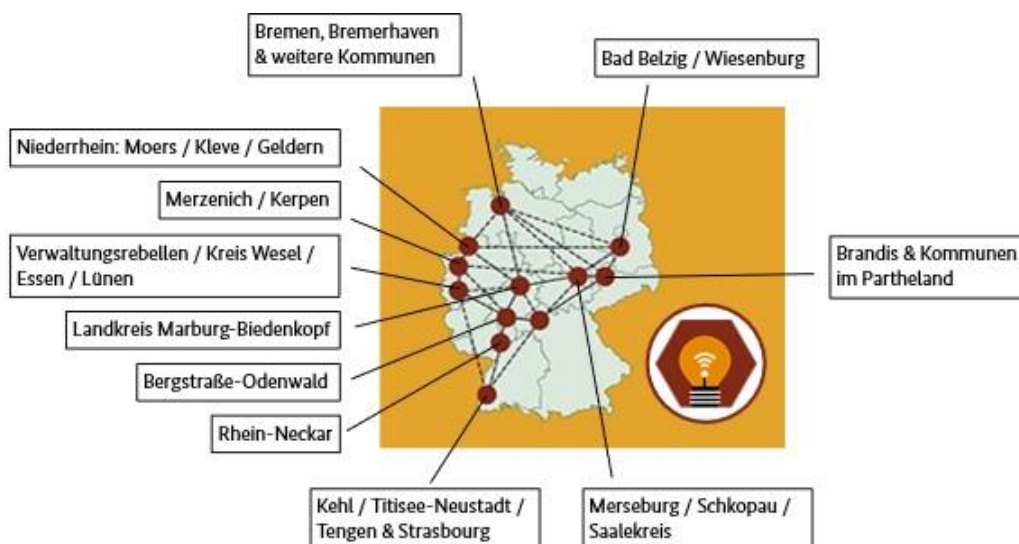 Bremen, Bremerhaven
& weitere Kommunen
Bad Belzig / Wiesenburg
Niederrhein: Moers / Kleve / Geldern
Merzenich / Kerpen
Verwaltungsrebellen / Kreis Wesel /
Essen / Lünen
Brandis & Kommunen
im Partheland
Landkreis Marburg-Biedenkopf
Bergstraße-Odenwald
Rhein-Neckar
Kehl / Titisee-Neustadt /
Tengen & Strasbourg
Merseburg / Schkopau /
Saalekreis